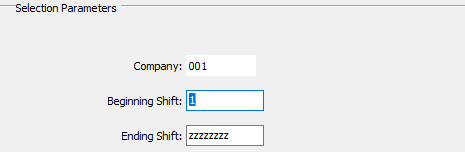 Selection Parameters
Company: 001
Beginning Shift: 1
Ending Shift: zzzzzzzz